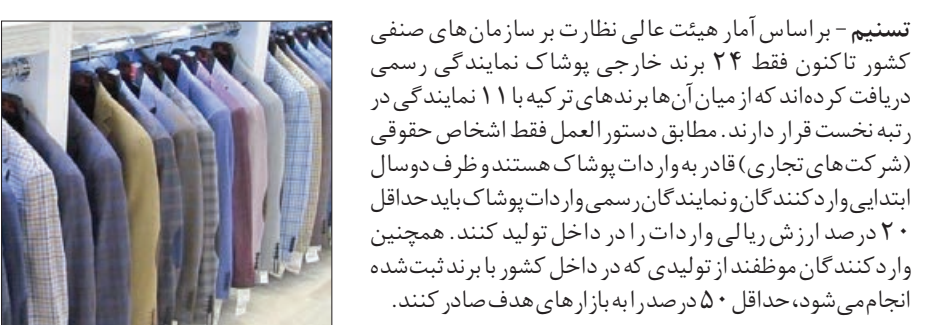 تسنیم - براساس آمار هیئت عالی نظارت بر سازمان‌های صنفی
کشور تاکنون فقط ۲۴ برند خارجی پوشاک نمایندگی رسمی
دریافت کرده‌اند که از میان آن‌ها برندهای ترکیه با ۱۱ نمایندگی در
رتبه نخست قرار دارند. مطابق دستورالعمل فقط اشخاص حقوقی
(شرکت‌های تجاری) قادر به واردات پوشاک هستند و ظرف دوسال
ابتدایی واردکنندگان و نمایندگان رسمی واردات پوشاک باید حداقل
۲۰ درصد ارزش ریالی واردات را در داخل تولید کنند. همچنین
واردکنندگان موظفند از تولیدی که در داخل کشور با برند ثبت‌شده
انجام می‌شود، حداقل ۵۰ درصد را به بازارهای هدف صادر کنند.